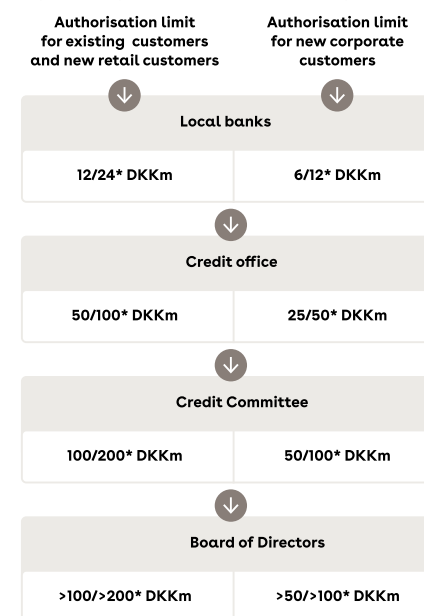 Authorisation limit
for existing customers
and new retail customers
Authorisation limit
for new corporate
customers
Local banks
12/24* DKKm
6/12* DKKm
Credit office
50/100* DKKm
25/50* DKKm
Credit Committee
100/200* DKKm
50/100* DKKm
Board of Directors
>100/>200* DKKm
>50/>100* DKKm